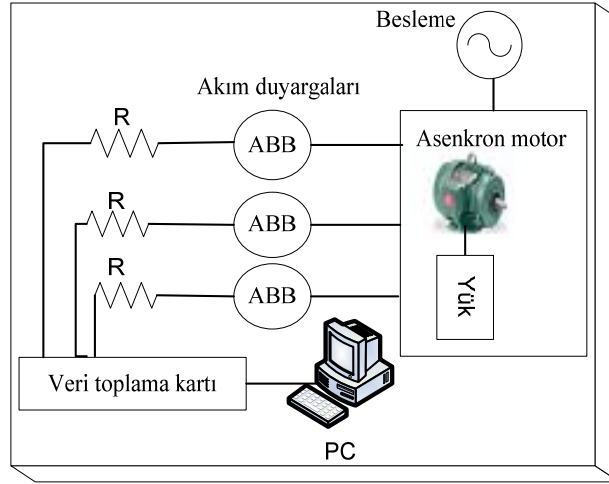 Besleme
Akım duyargaları
R
ABB
Asenkron motor
R
ABB
R
ABB
Yük
Veri toplama kartı
PC